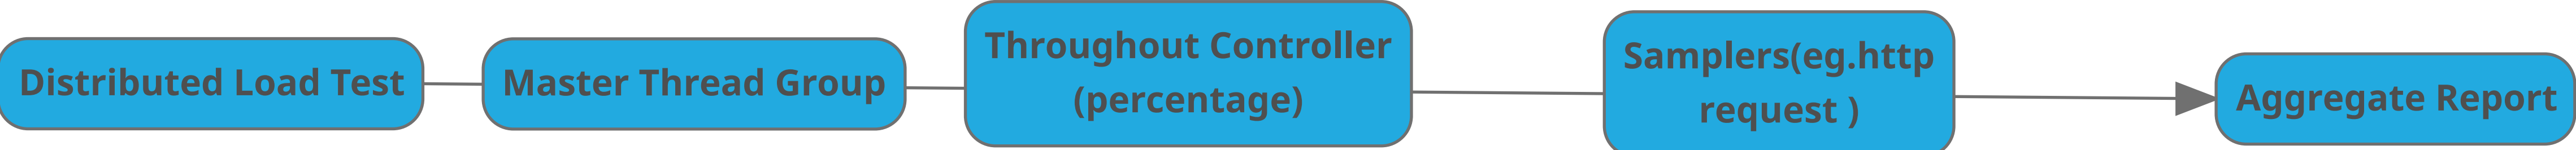 Distributed Load Test
Master Thread Group
Throughout Controller
(percentage)
Samplers(eg.http
request )
Aggregate Report